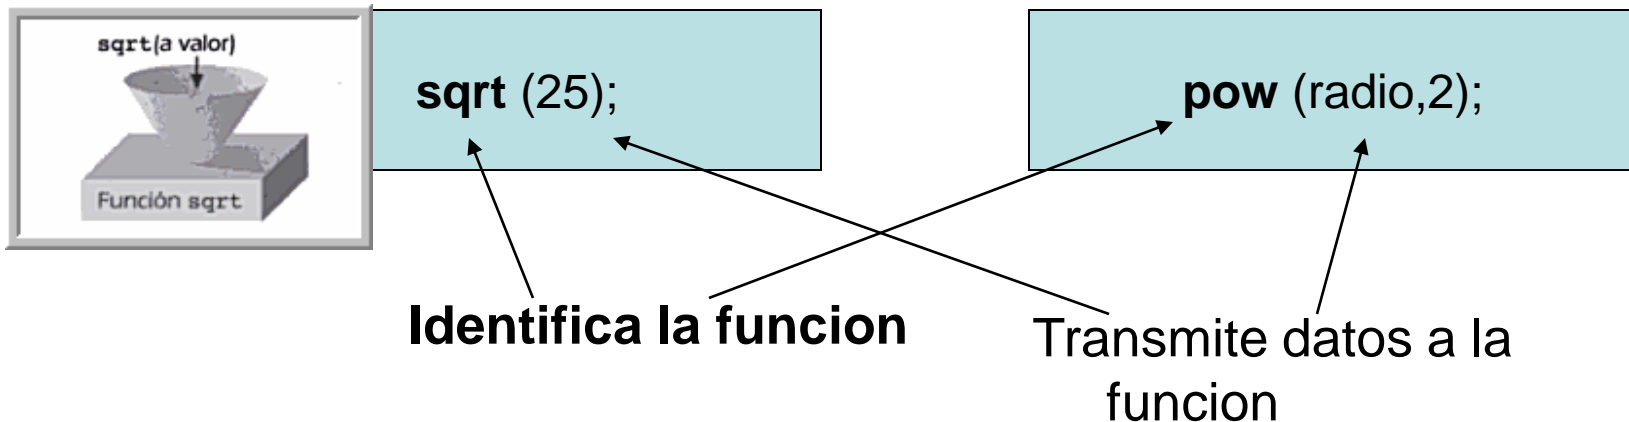 sqrt(a valor)
Función sqrt
sqrt (25);
pow (radio,2);
Identifica la funcion
Transmite datos a la
funcion